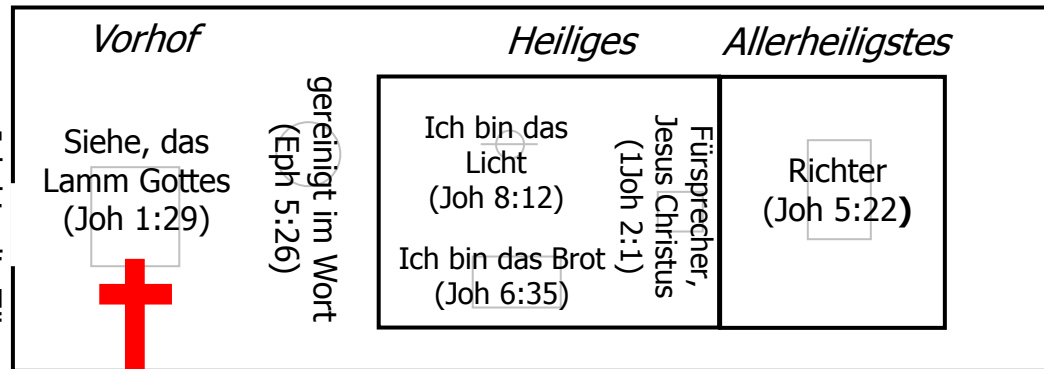 Vorhof
Heiliges
Allerheiligstes
Siehe, das
Lamm Gottes
(Joh 1:29)
gereinigt im Wort
(Eph 5:26)
Ich bin das
Licht
(Joh 8:12)
Ich bin das Brot
(Joh 6:35)
Fürsprecher,
Jesus Christus
(1Joh 2:1)
Richter
(Joh 5:22)